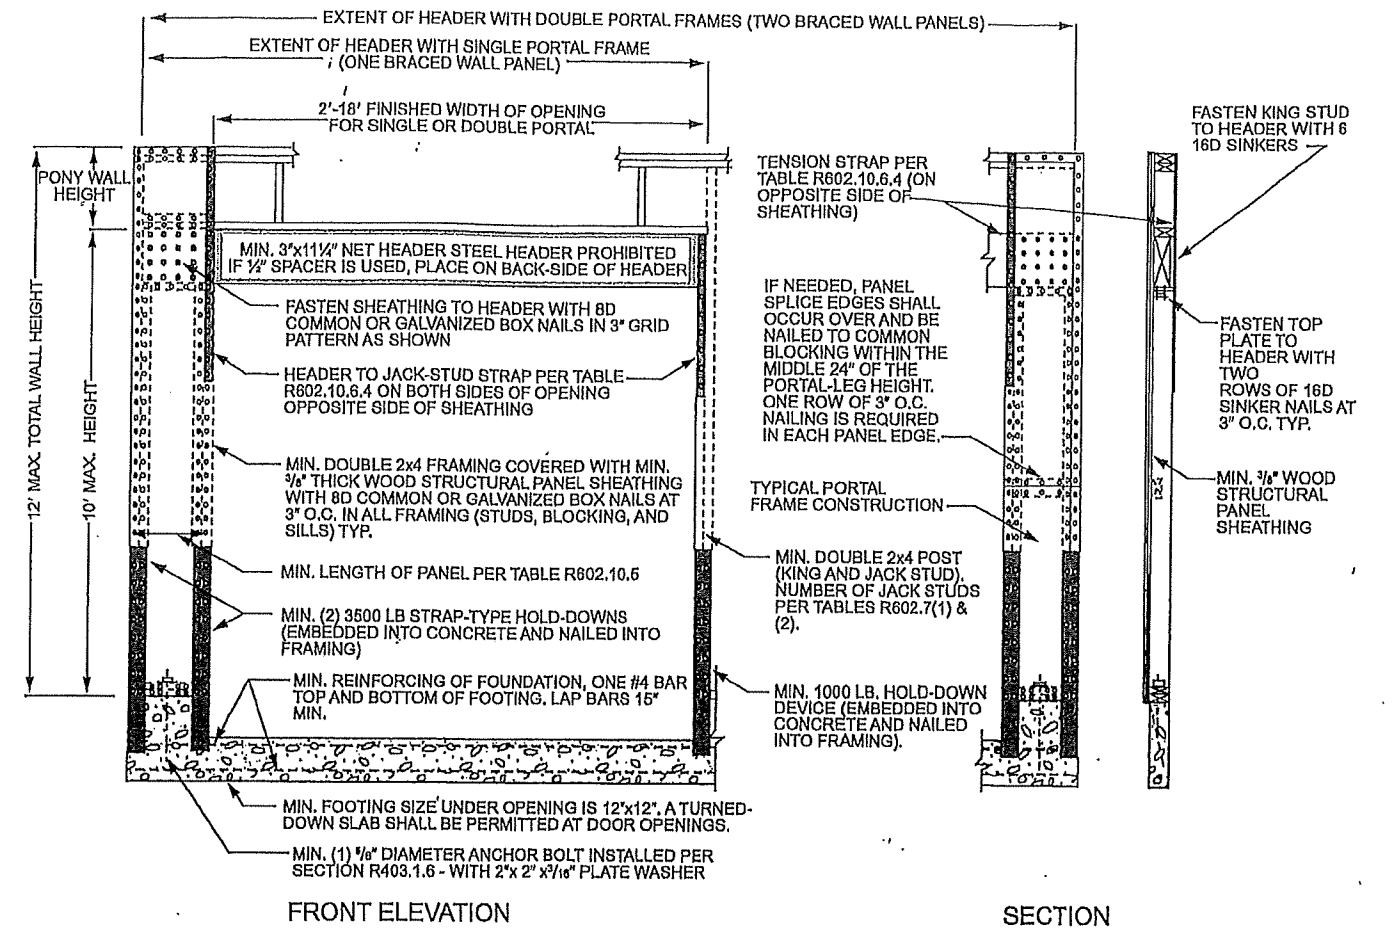 EXTENT OF HEADER WITH DOUBLE PORTAL FRAMES (TWO BRACED WALL PANELS)
EXTENT OF HEADER WITH SINGLE PORTAL FRAME
(ONE BRACED WALL PANEL)
2'-18' FINISHED WIDTH OF OPENING
FOR SINGLE OR DOUBLE PORTAL
PONY WALL
HEIGHT
12' MAX. TOTAL WALL HEIGHT
10' MAX. HEIGHT
MIN. 3"x11¼" NET HEADER STEEL HEADER PROHIBITED
IF ½" SPACER IS USED, PLACE ON BACK-SIDE OF HEADER
FASTEN SHEATHING TO HEADER WITH 8D
COMMON OR GALVANIZED BOX NAILS IN 3" GRID
PATTERN AS SHOWN
HEADER TO JACK-STUD STRAP PER TABLE
R602.10.6.4 ON BOTH SIDES OF OPENING
OPPOSITE SIDE OF SHEATHING
MIN. DOUBLE 2x4 FRAMING COVERED WITH MIN.
⅜" THICK WOOD STRUCTURAL PANEL SHEATHING
WITH 8D COMMON OR GALVANIZED BOX NAILS AT
3" O.C. IN ALL FRAMING (STUDS, BLOCKING, AND
SILLS) TYP.
MIN. LENGTH OF PANEL PER TABLE R602.10.5
MIN. (2) 3500 LB STRAP-TYPE HOLD-DOWNS
(EMBEDDED INTO CONCRETE AND NAILED INTO
FRAMING)
MIN. REINFORCING OF FOUNDATION, ONE #4 BAR
TOP AND BOTTOM OF FOOTING. LAP BARS 15"
MIN.
MIN. FOOTING SIZE UNDER OPENING IS 12"x12". A TURNED-
DOWN SLAB SHALL BE PERMITTED AT DOOR OPENINGS.
MIN. (1) ⅝" DIAMETER ANCHOR BOLT INSTALLED PER
SECTION R403.1.6 - WITH 2"x 2" x³/₁₆" PLATE WASHER
FRONT ELEVATION
TENSION STRAP PER
TABLE R602.10.6.4 (ON
OPPOSITE SIDE OF
SHEATHING)
IF NEEDED, PANEL
SPLICE EDGES SHALL
OCCUR OVER AND BE
NAILED TO COMMON
BLOCKING WITHIN THE
MIDDLE 24" OF THE
PORTAL-LEG HEIGHT.
ONE ROW OF 3" O.C.
NAILING IS REQUIRED
IN EACH PANEL EDGE.
TYPICAL PORTAL
FRAME CONSTRUCTION
MIN. DOUBLE 2x4 POST
(KING AND JACK STUD).
NUMBER OF JACK STUDS
PER TABLES R602.7(1) &
(2).
MIN. 1000 LB. HOLD-DOWN
DEVICE (EMBEDDED INTO
CONCRETE AND NAILED
INTO FRAMING).
FASTEN KING STUD
TO HEADER WITH 6
16D SINKERS
FASTEN TOP
PLATE TO
HEADER WITH
TWO
ROWS OF 16D
SINKER NAILS AT
3" O.C. TYP.
MIN. ⅜" WOOD
STRUCTURAL
PANEL
SHEATHING
SECTION